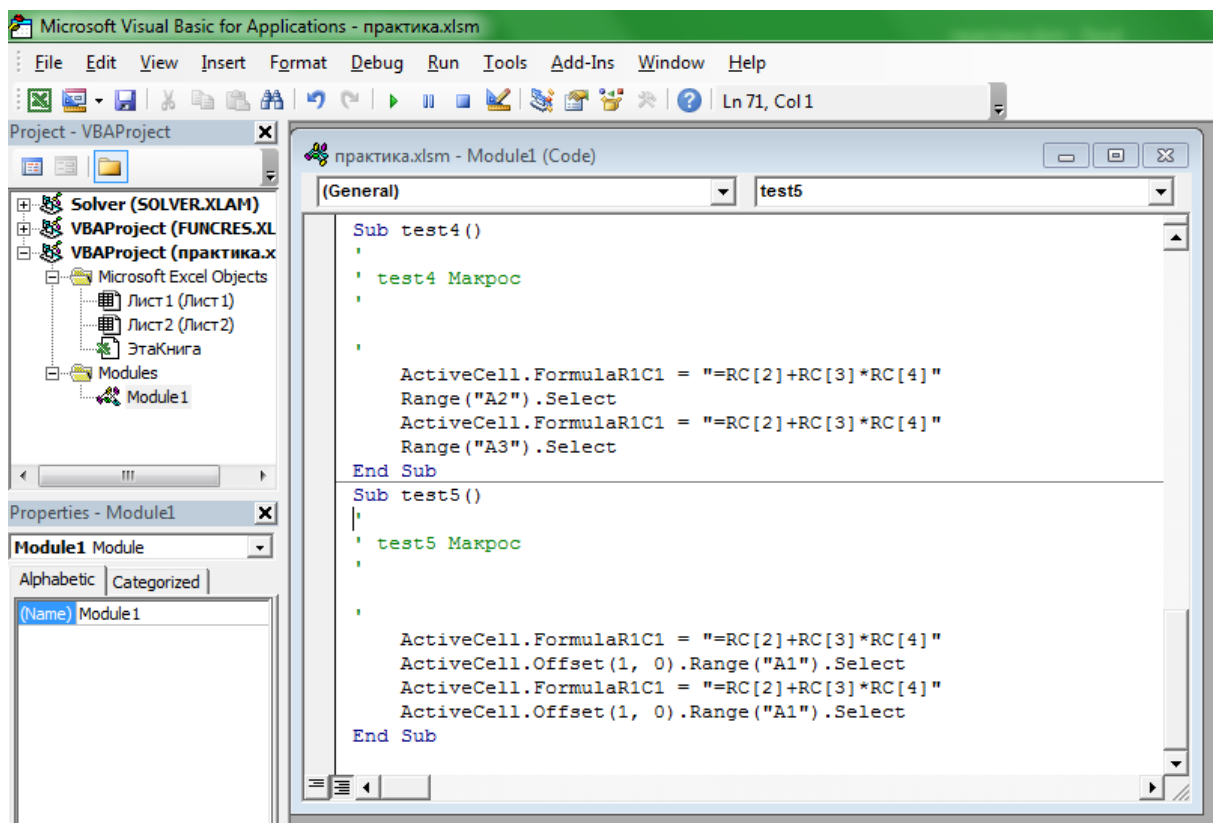 Microsoft Visual Basic for Applications - практика.xlsm
File Edit View Insert Format Debug Run Tools Add-Ins Window Help
Ln 71, Col 1
Project - VBAProject
Solver (SOLVER.XLAM)
VBAProject (FUNCRES.XL
VBAProject (практика.x
Microsoft Excel Objects
Лист1 (Лист1)
Лист2 (Лист2)
ЭтаКнига
Modules
Module1
Properties - Module1
Module1 Module
Alphabetic Categorized
(Name) Module1
практика.xlsm - Module1 (Code)
(General) test5
Sub test4()
'
' test4 Макрос
'
'
ActiveCell.FormulaR1C1 = "=RC[2]+RC[3]*RC[4]"
Range("A2").Select
ActiveCell.FormulaR1C1 = "=RC[2]+RC[3]*RC[4]"
Range("A3").Select
End Sub
Sub test5()
'
' test5 Макрос
'
'
ActiveCell.FormulaR1C1 = "=RC[2]+RC[3]*RC[4]"
ActiveCell.Offset(1, 0).Range("A1").Select
ActiveCell.FormulaR1C1 = "=RC[2]+RC[3]*RC[4]"
ActiveCell.Offset(1, 0).Range("A1").Select
End Sub